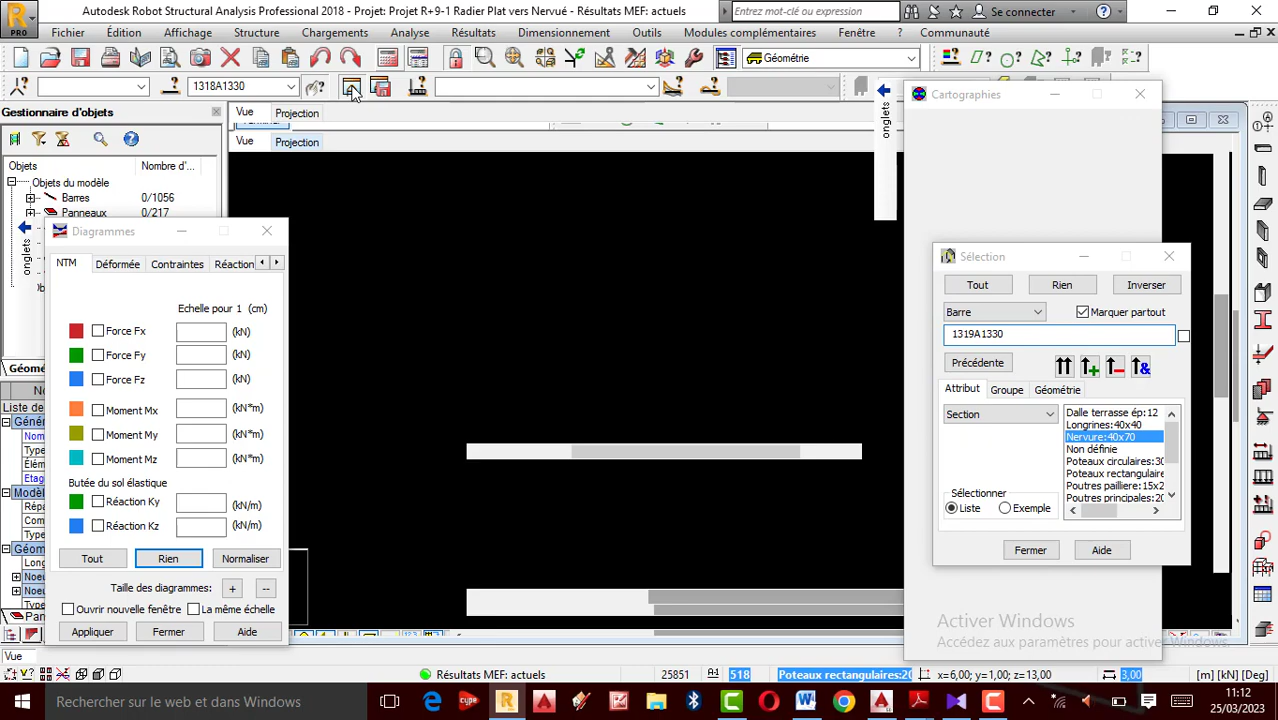 PRO
Autodesk Robot Structural Analysis Professional 2018 - Projet: Projet R+9-1 Radier Plat vers Nervué - Résultats MEF: actuels
Entrez mot-clé ou expression
Se connecter
Fichier Edition Affichage Structure Chargements Analyse Résultats Dimensionnement Outils Modules complémentaires Fenêtre Communauté
Géométrie
1318A1330
Gestionnaire d'objets
Vue Projection
Vue Projection
onglets
Cartographies
Objets Nombre d'...
Objets du modèle
Barres 0/1056
Panneaux 0/217
onglets
Diagrammes
NTM Déformée Contraintes Réaction
Echelle pour 1 (cm)
Force Fx (kN)
Force Fy (kN)
Force Fz (kN)
Moment Mx (kN*m)
Moment My (kN*m)
Moment Mz (kN*m)
Butée du sol élastique
Réaction Ky (kN/m)
Réaction Kz (kN/m)
Tout Rien Normaliser
Taille des diagrammes: + --
Ouvrir nouvelle fenêtre La même échelle
Appliquer Fermer Aide
Sélection
Tout Rien Inverser
Barre Marquer partout
1319A1330
Précédente
Attribut Groupe Géométrie
Section
Dalle terrasse ép:12
Longrines:40x40
Nervure:40x70
Non définie
Poteaux circulaires:30
Poteaux rectangulaire
Poutres pailliere:15x2
Poutres principales:20
Sélectionner
Liste Exemple
Fermer Aide
Activer Windows
Accédez aux paramètres pour activer Windows.
Vue
Résultats MEF: actuels 25851 518 Poteaux rectangulaires:20 x=6,00; y=1,00; z=13,00 3,00 [m] [kN] [Deg]
Rechercher sur le web et dans Windows
11:12
25/03/2023